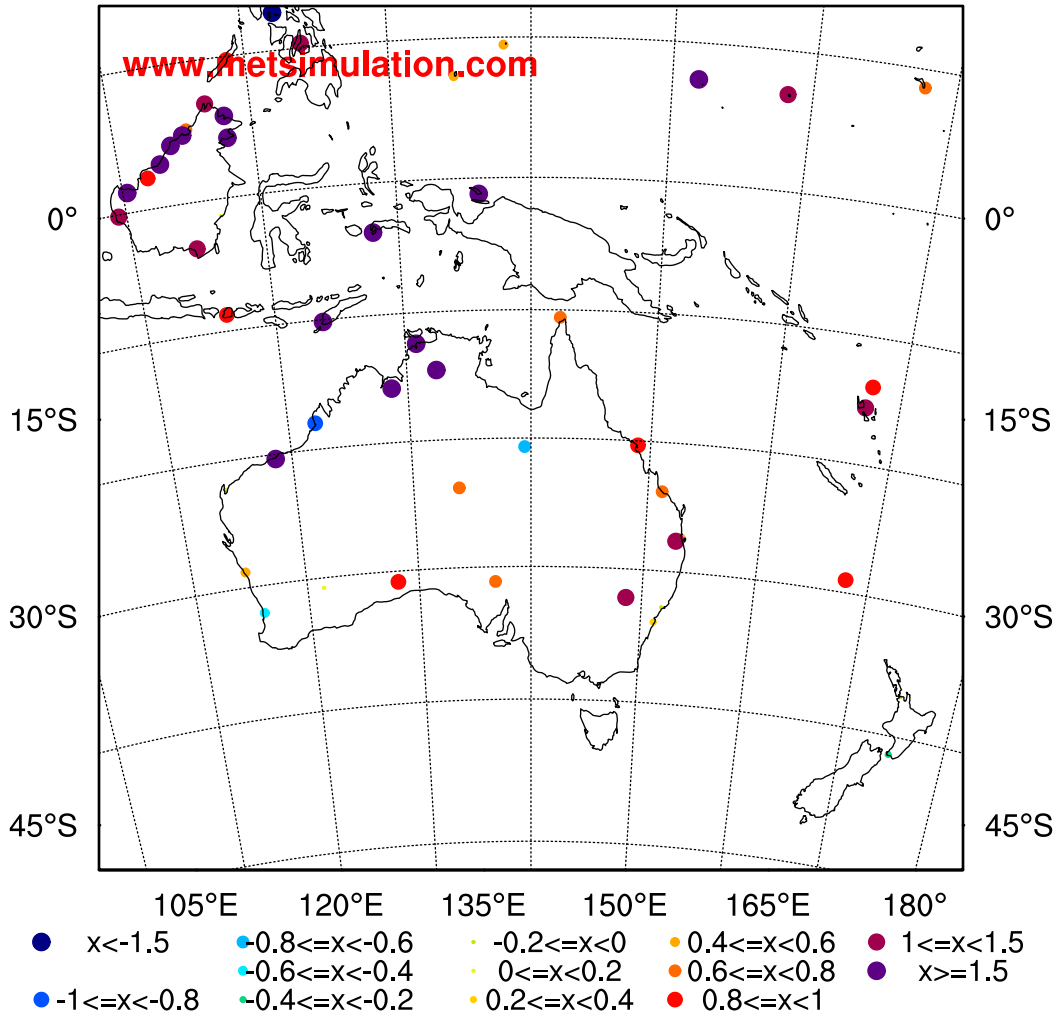 www.metsimulation.com
0° 0°
15°S 15°S
30°S 30°S
45°S 45°S
105°E 120°E 135°E 150°E 165°E 180°
x<-1.5 -0.8<=x<-0.6 -0.2<=x<0 0.4<=x<0.6 1<=x<1.5
-0.6<=x<-0.4 0<=x<0.2 0.6<=x<0.8 x>=1.5
-1<=x<-0.8 -0.4<=x<-0.2 0.2<=x<0.4 0.8<=x<1